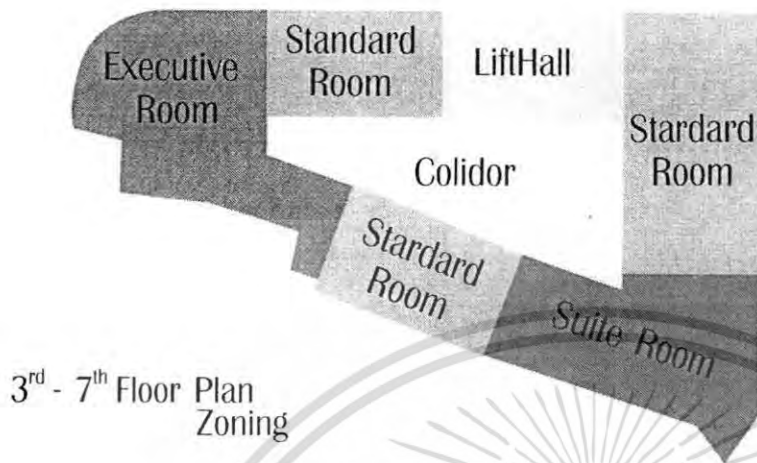 Executive
Room
Standard
Room
LiftHall
Stardard
Room
Colidor
Stardard
Room
Suite Room
3rd - 7th Floor Plan
Zoning